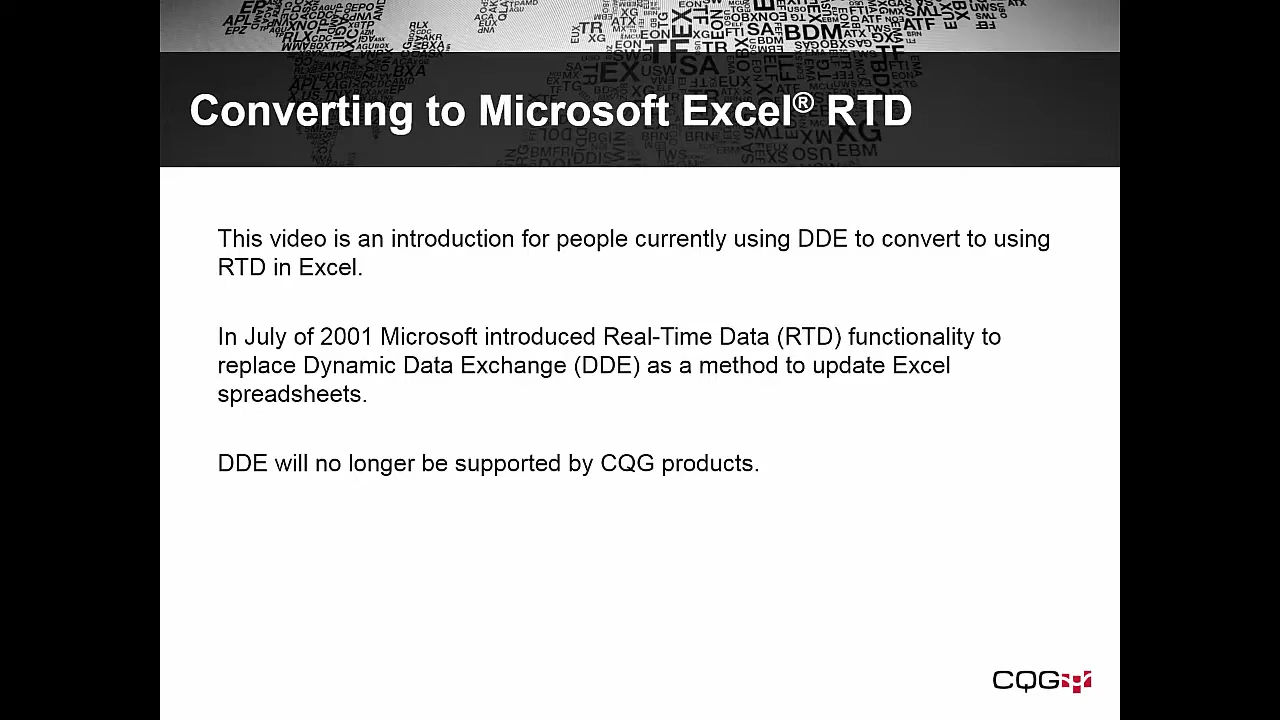 Converting to Microsoft Excel® RTD
This video is an introduction for people currently using DDE to convert to using
RTD in Excel.
In July of 2001 Microsoft introduced Real-Time Data (RTD) functionality to
replace Dynamic Data Exchange (DDE) as a method to update Excel
spreadsheets.
DDE will no longer be supported by CQG products.
CQG